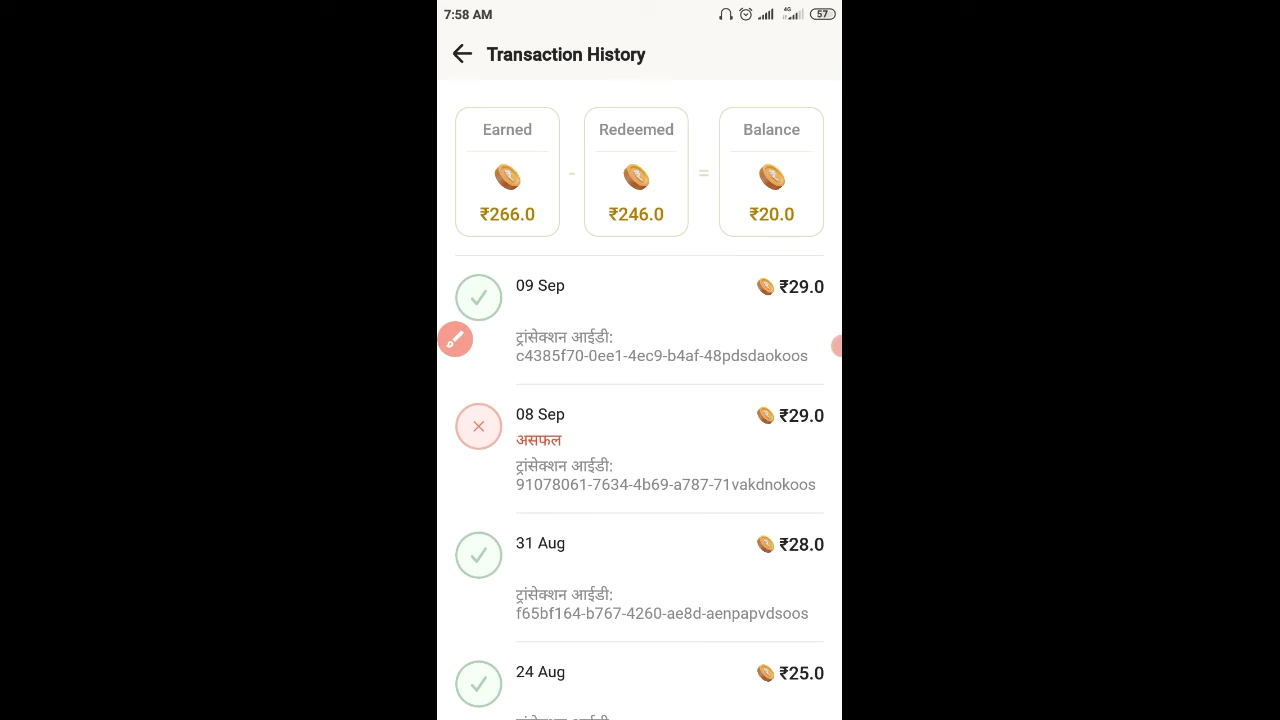 7:58 AM 4G 57
Transaction History
Earned Redeemed Balance
- =
₹266.0 ₹246.0 ₹20.0
09 Sep ₹29.0
ट्रांसेक्शन आईडी:
c4385f70-0ee1-4ec9-b4af-48pdsdaokoos
08 Sep ₹29.0
असफल
ट्रांसेक्शन आईडी:
91078061-7634-4b69-a787-71vakdnokoos
31 Aug ₹28.0
ट्रांसेक्शन आईडी:
f65bf164-b767-4260-ae8d-aenpapvdsoos
24 Aug ₹25.0